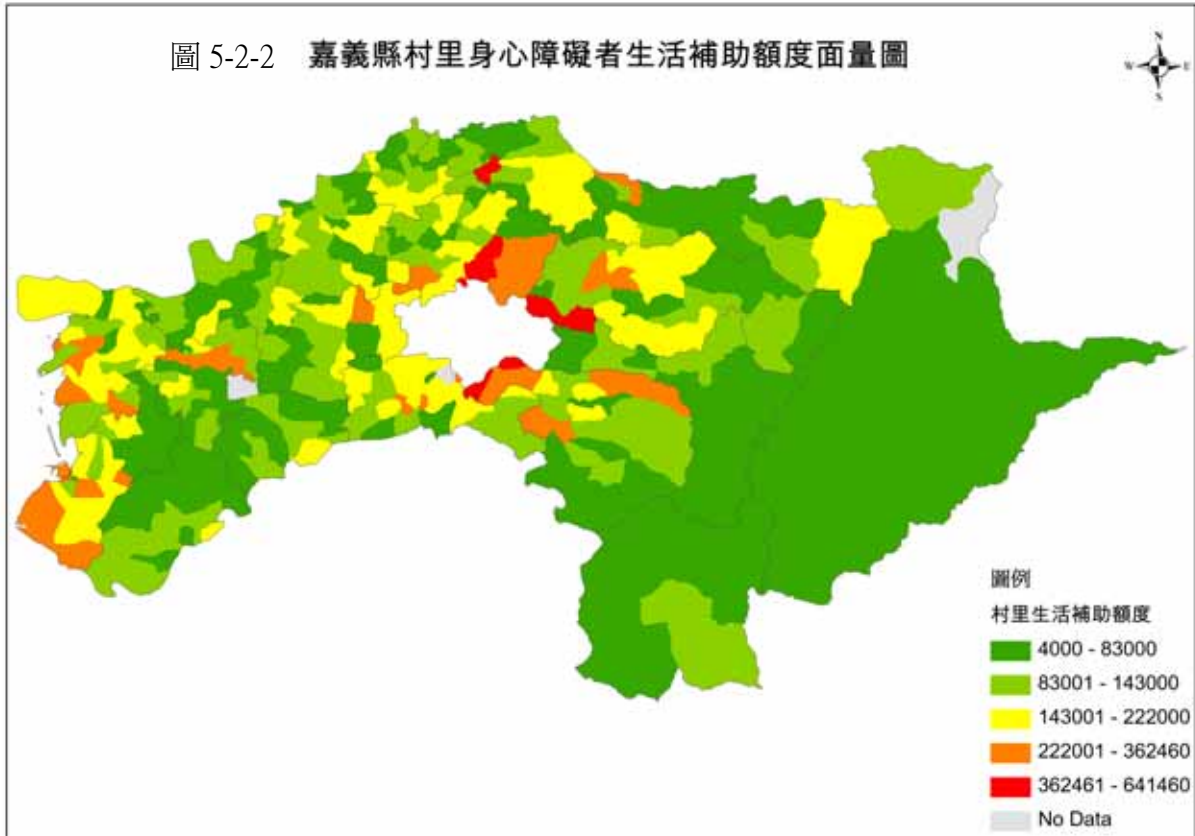 圖 5-2-2 嘉義縣村里身心障礙者生活補助額度面量圖
N
W E
S
圖例
村里生活補助額度
4000 - 83000
83001 - 143000
143001 - 222000
222001 - 362460
362461 - 641460
No Data